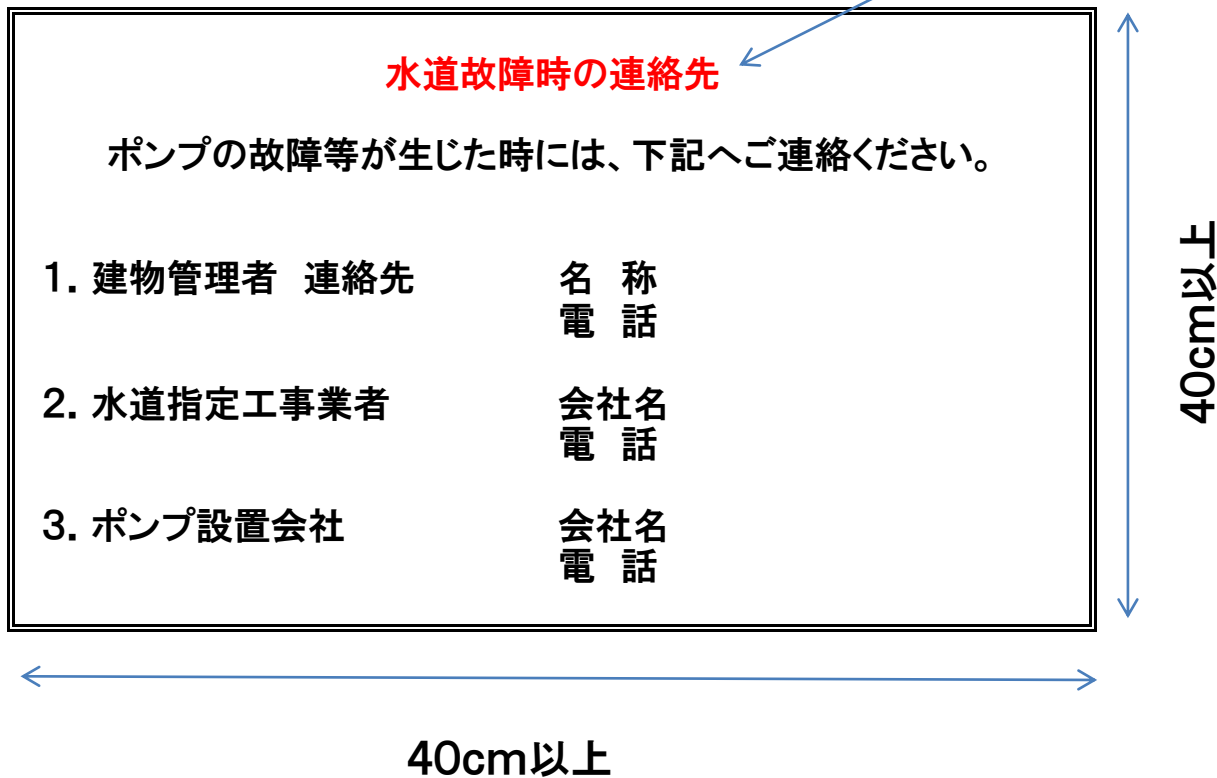 水道故障時の連絡先
ポンプの故障等が生じた時には、下記へご連絡ください。
1．建物管理者　連絡先　　　　名　称
電　話
2．水道指定工事業者　　　　会社名
電　話
3．ポンプ設置会社　　　　会社名
電　話
40cm以上
40cm以上